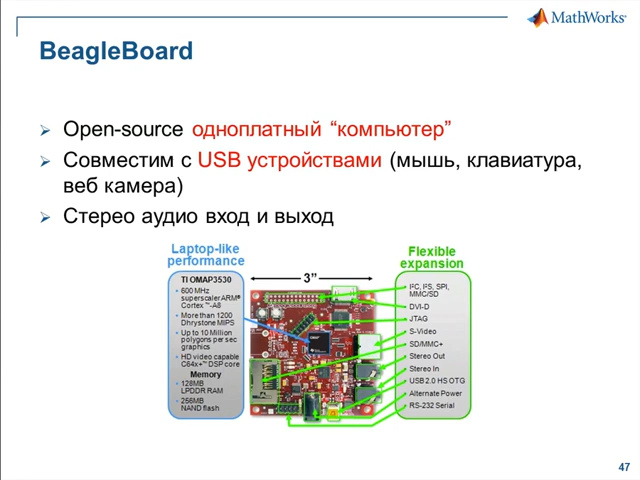 MathWorks
BeagleBoard
Open-source одноплатный “компьютер”
Совместим с USB устройствами (мышь, клавиатура,
веб камера)
Стерео аудио вход и выход
Laptop-like
performance
TI OMAP3530
600 MHz
superscaler ARM®
Cortex ™-A8
More than 1200
Dhrystone MIPS
Up to 10 Million
polygons per sec
graphics
HD video capable
C64x+™ DSP core
Memory
128MB
LPDDR RAM
256MB
NAND flash
3”
Flexible
expansion
I²C, I²S, SPI,
MMC/SD
DVI-D
JTAG
S-Video
SD/MMC+
Stereo Out
Stereo In
USB 2.0 HS OTG
Alternate Power
RS-232 Serial
47